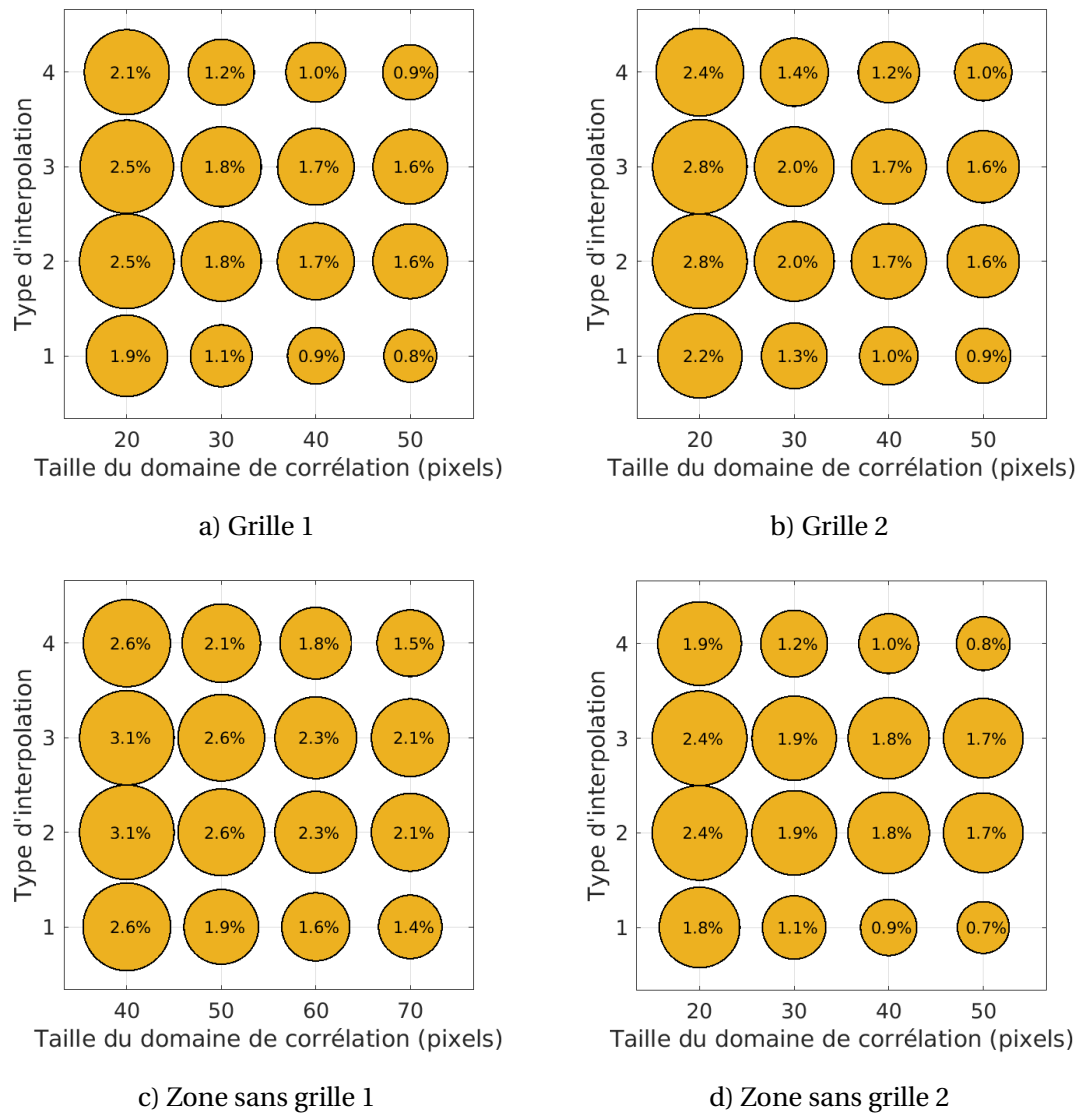 Type d'interpolation
4 2.1% 1.2% 1.0% 0.9%
3 2.5% 1.8% 1.7% 1.6%
2 2.5% 1.8% 1.7% 1.6%
1 1.9% 1.1% 0.9% 0.8%
20 30 40 50
Taille du domaine de corrélation (pixels)
a) Grille 1
Type d'interpolation
4 2.4% 1.4% 1.2% 1.0%
3 2.8% 2.0% 1.7% 1.6%
2 2.8% 2.0% 1.7% 1.6%
1 2.2% 1.3% 1.0% 0.9%
20 30 40 50
Taille du domaine de corrélation (pixels)
b) Grille 2
Type d'interpolation
4 2.6% 2.1% 1.8% 1.5%
3 3.1% 2.6% 2.3% 2.1%
2 3.1% 2.6% 2.3% 2.1%
1 2.6% 1.9% 1.6% 1.4%
40 50 60 70
Taille du domaine de corrélation (pixels)
c) Zone sans grille 1
Type d'interpolation
4 1.9% 1.2% 1.0% 0.8%
3 2.4% 1.9% 1.8% 1.7%
2 2.4% 1.9% 1.8% 1.7%
1 1.8% 1.1% 0.9% 0.7%
20 30 40 50
Taille du domaine de corrélation (pixels)
d) Zone sans grille 2